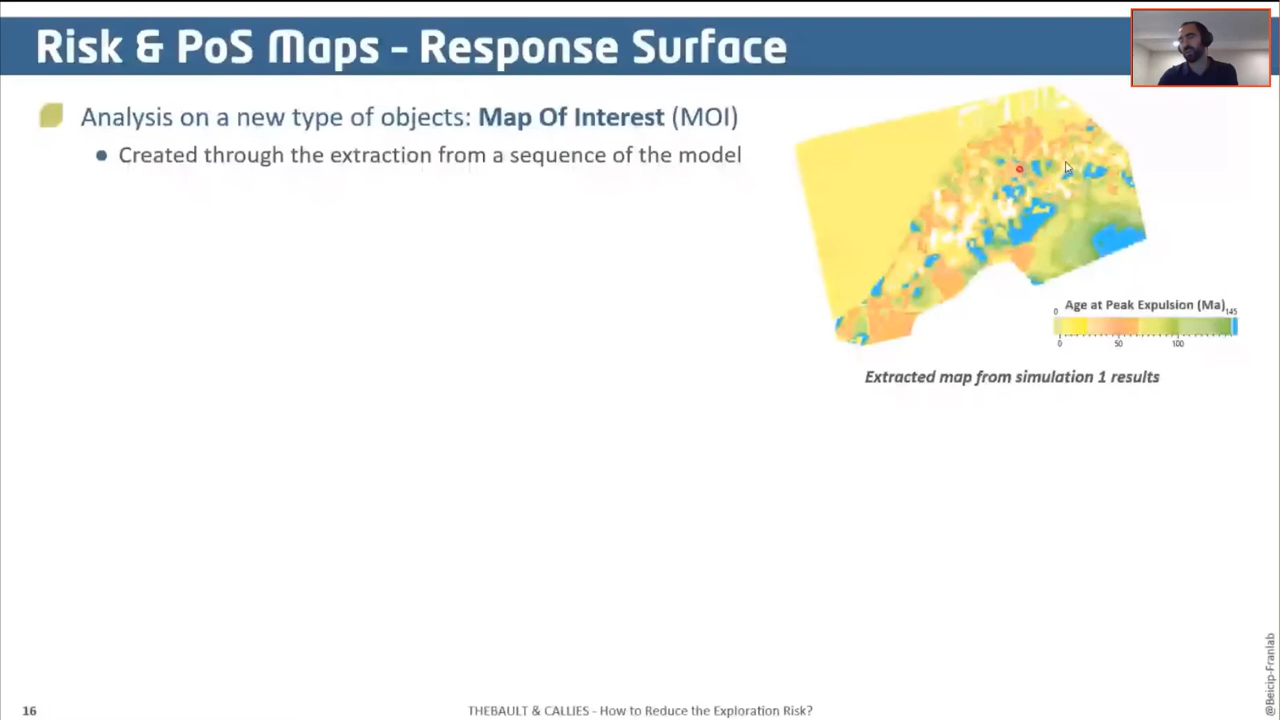 Risk & PoS Maps - Response Surface
Analysis on a new type of objects: Map Of Interest (MOI)
Created through the extraction from a sequence of the model
Age at Peak Expulsion (Ma)
0 145
0 50 100
Extracted map from simulation 1 results
@Beicip-Franlab
16
THEBAULT & CALLIES - How to Reduce the Exploration Risk?